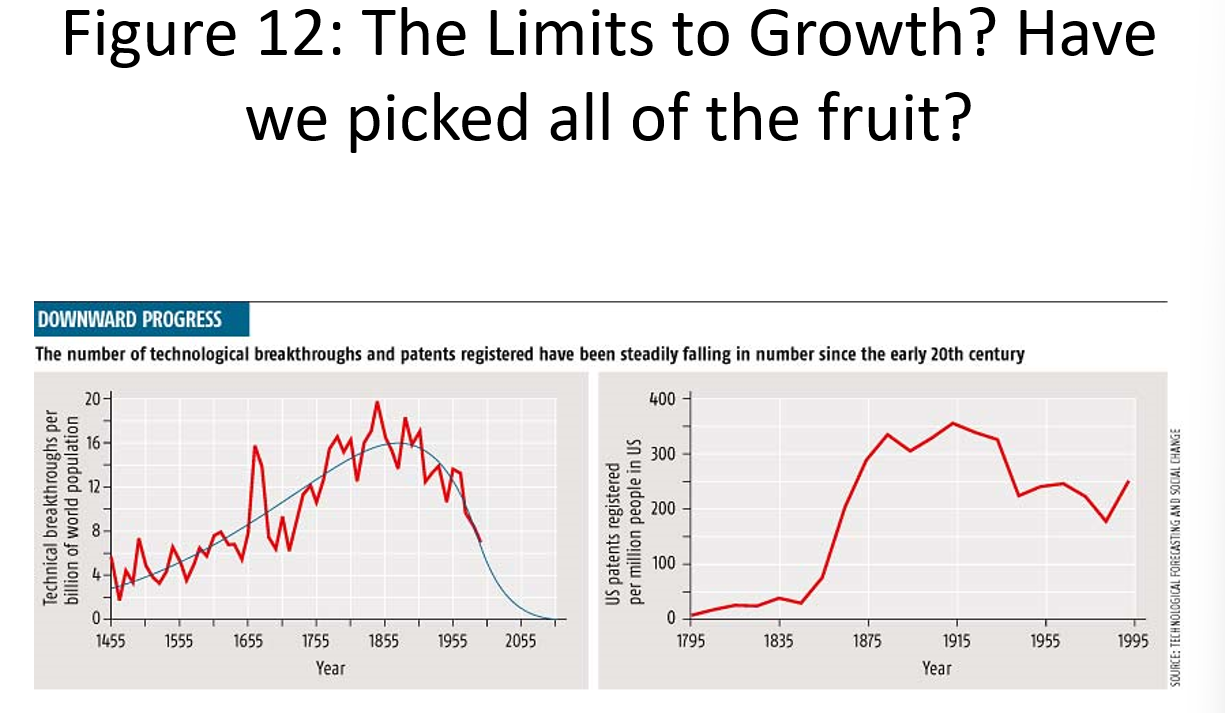 Figure 12: The Limits to Growth? Have
we picked all of the fruit?
DOWNWARD PROGRESS
The number of technological breakthroughs and patents registered have been steadily falling in number since the early 20th century
Technical breakthroughs per
billion of world population
20
16
12
8
4
0
1455 1555 1655 1755 1855 1955 2055
Year
US patents registered
per million people in US
400
300
200
100
0
1795 1835 1875 1915 1955 1995
Year
SOURCE: TECHNOLOGICAL FORECASTING AND SOCIAL CHANGE